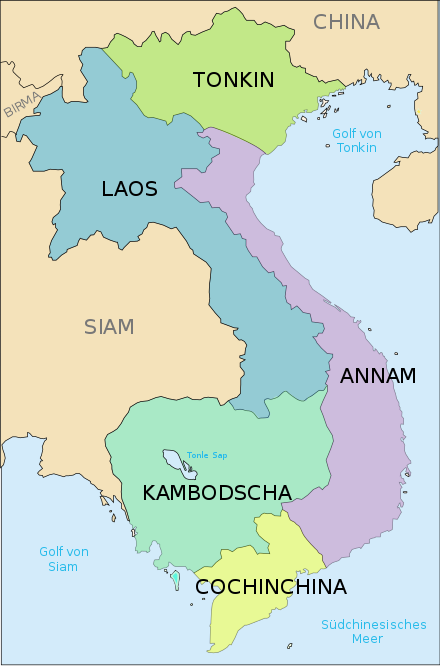 CHINA
TONKIN
BIRMA
Golf von
Tonkin
LAOS
SIAM
ANNAM
Tonle Sap
KAMBODSCHA
Golf von
Siam
COCHINCHINA
Südchinesisches
Meer